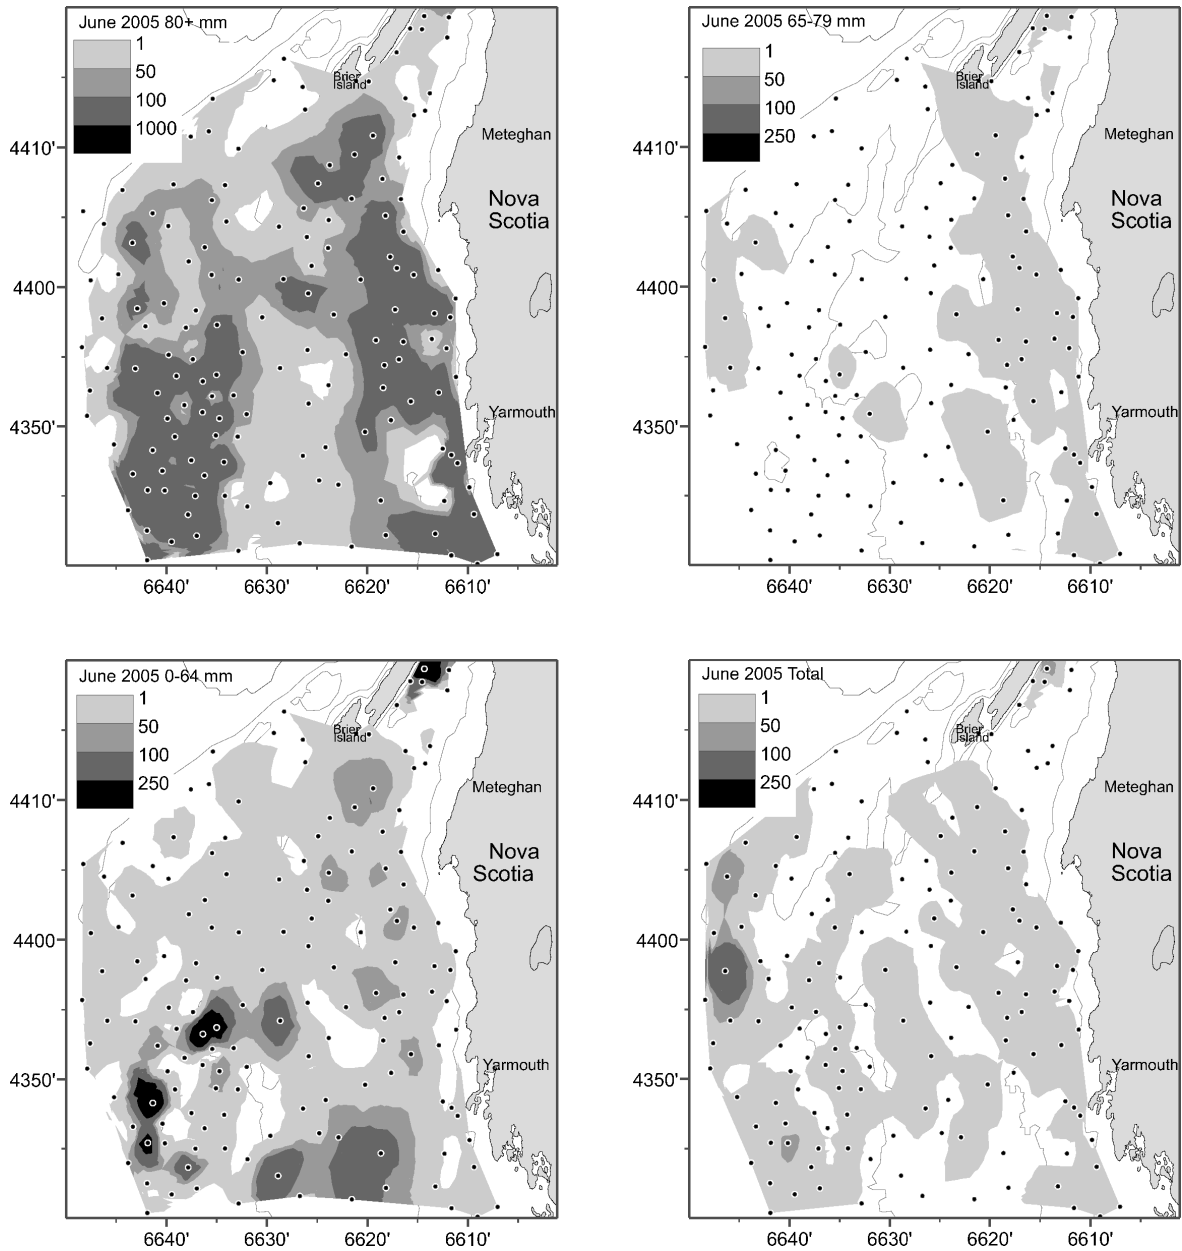 June 2005 80+ mm
1
50
100
1000
Brier
Island
Meteghan
Nova
Scotia
Yarmouth
4410'
4400
4350'
6640'
6630'
6620'
6610'
June 2005 65-79 mm
1
50
100
250
Brier
Island
Meteghan
Nova
Scotia
Yarmouth
4410'
4400
4350'
6640'
6630'
6620'
6610'
June 2005 0-64 mm
1
50
100
250
Brier
Island
Meteghan
Nova
Scotia
Yarmouth
4410'
4400
4350'
6640'
6630'
6620'
6610'
June 2005 Total
1
50
100
250
Brier
Island
Meteghan
Nova
Scotia
Yarmouth
4410'
4400
4350'
6640'
6630'
6620'
6610'